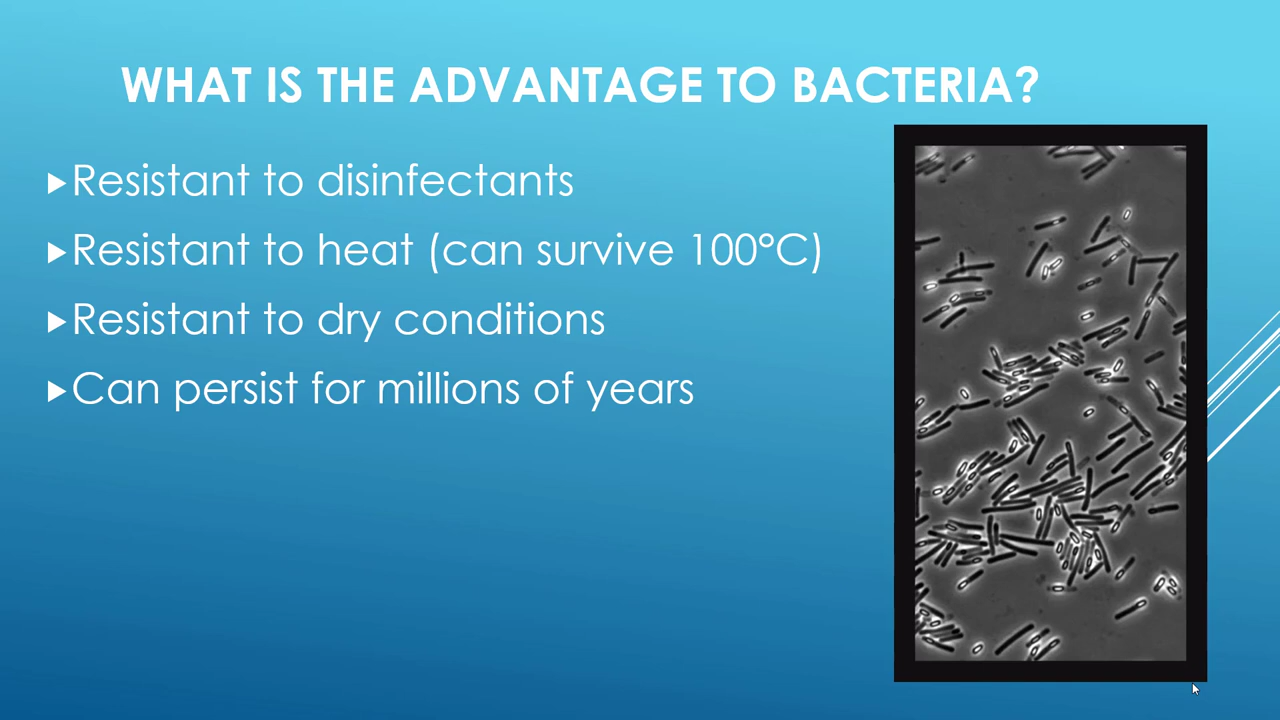 WHAT IS THE ADVANTAGE TO BACTERIA?
Resistant to disinfectants
Resistant to heat (can survive 100°C)
Resistant to dry conditions
Can persist for millions of years